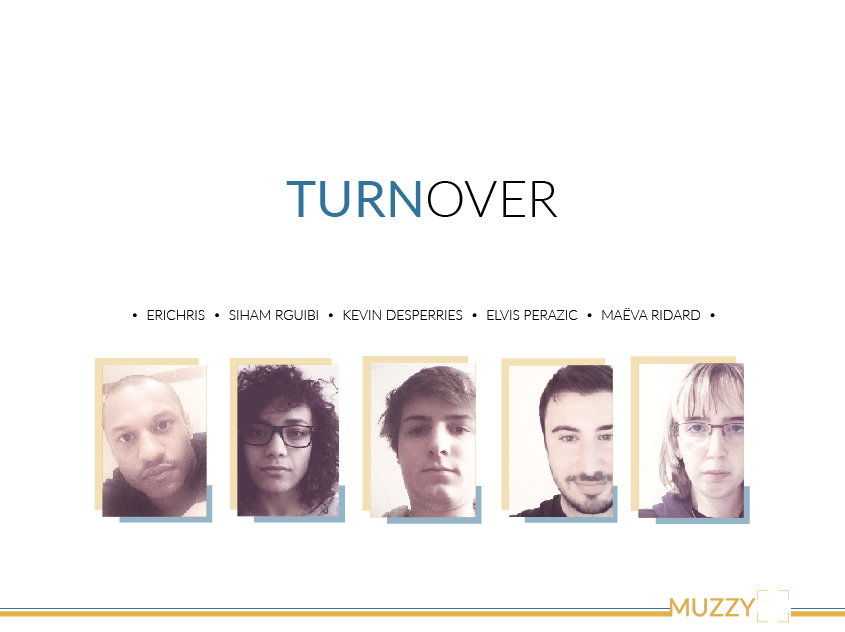 TURNOVER
• ERICHRIS • SIHAM RGUIBI • KEVIN DESPERRIES • ELVIS PERAZIC • MAËVA RIDARD •
MUZZY